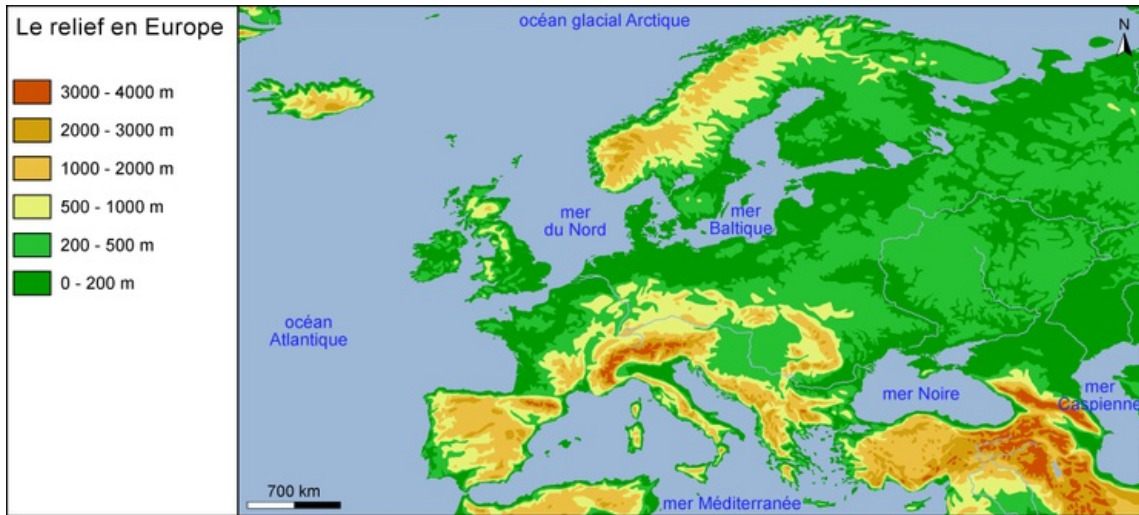 Le relief en Europe
3000 - 4000 m
2000 - 3000 m
1000 - 2000 m
500 - 1000 m
200 - 500 m
0 - 200 m
océan glacial Arctique
N
mer
du Nord
mer
Baltique
océan
Atlantique
mer Noire
mer
Caspienne
700 km
mer Méditerranée